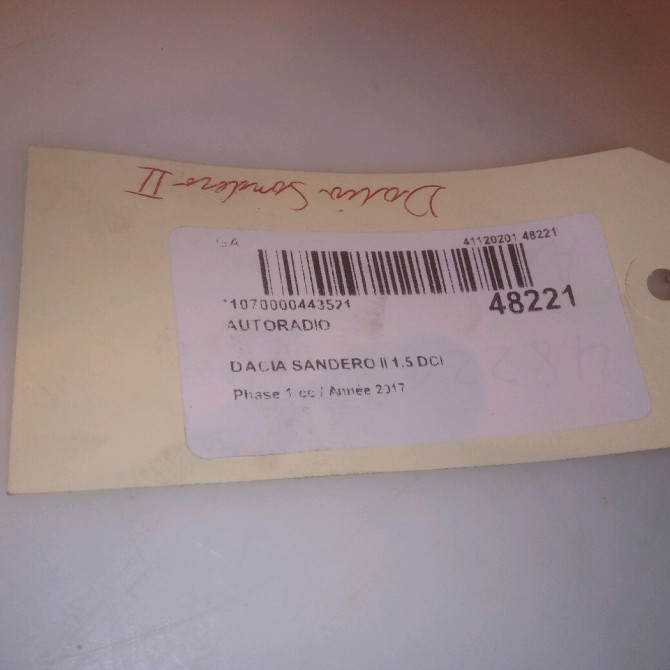 Dacia Sandero II
41120201 48221
*1070000443521
48221
AUTORADIO
DACIA SANDERO II 1.5 DCI
Phase 1 cc / Année 2017